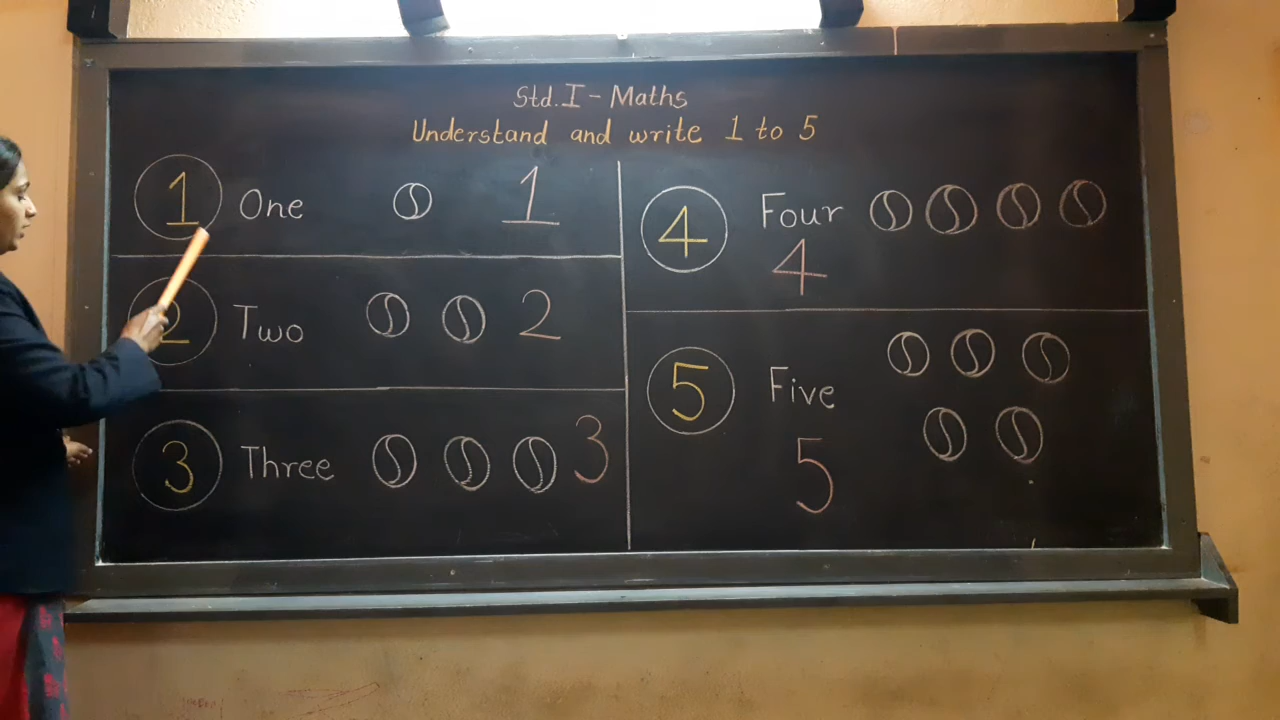 Std. I - Maths
Understand and write 1 to 5
1 One 1
2 Two 2
3 Three 3
4 Four
4
5 Five
5